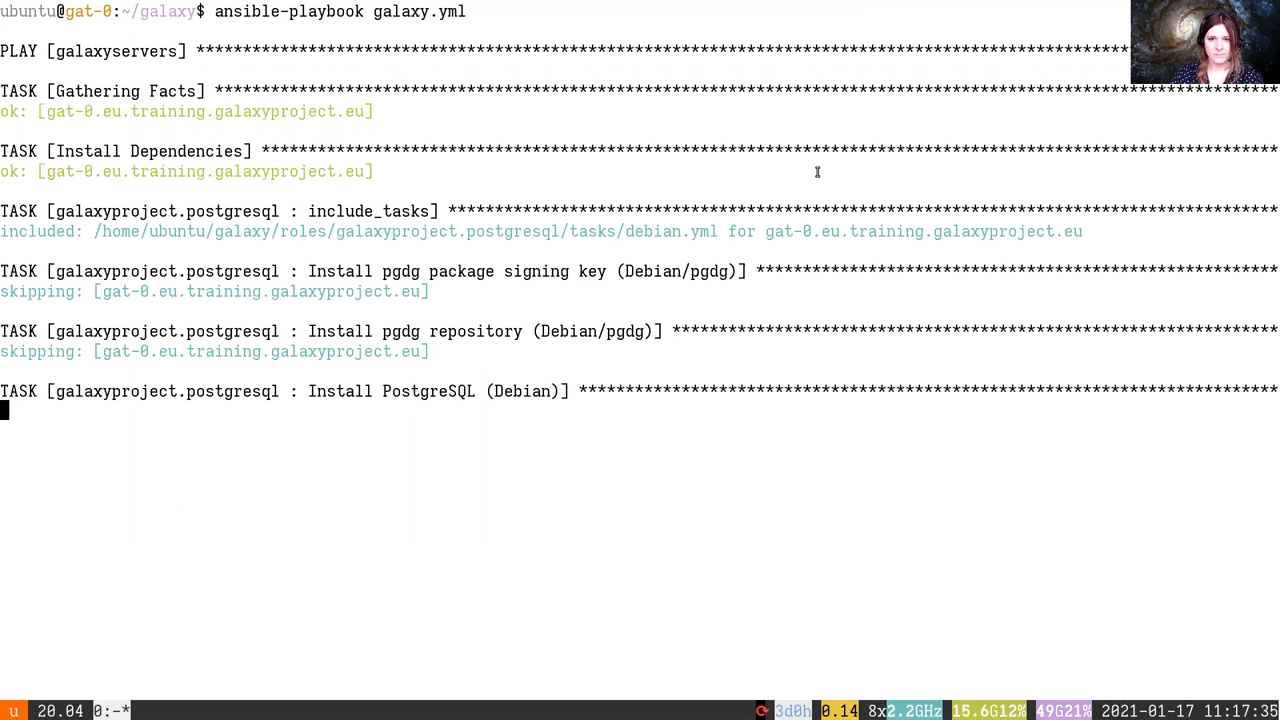 ubuntu@gat-0:~/galaxy$ ansible-playbook galaxy.yml
PLAY [galaxyservers] ****************************************************************************************************
TASK [Gathering Facts] ******************************************************************************************************************
ok: [gat-0.eu.training.galaxyproject.eu]
TASK [Install Dependencies] *************************************************************************************************************
ok: [gat-0.eu.training.galaxyproject.eu]
TASK [galaxyproject.postgresql : include_tasks] *****************************************************************************************
included: /home/ubuntu/galaxy/roles/galaxyproject.postgresql/tasks/debian.yml for gat-0.eu.training.galaxyproject.eu
TASK [galaxyproject.postgresql : Install pgdg package signing key (Debian/pgdg)] ********************************************************
skipping: [gat-0.eu.training.galaxyproject.eu]
TASK [galaxyproject.postgresql : Install pgdg repository (Debian/pgdg)] *****************************************************************
skipping: [gat-0.eu.training.galaxyproject.eu]
TASK [galaxyproject.postgresql : Install PostgreSQL (Debian)] ***************************************************************************
u 20.04 0:-* 3d0h 0.14 8x2.2GHz 15.6G12% 49G21% 2021-01-17 11:17:35